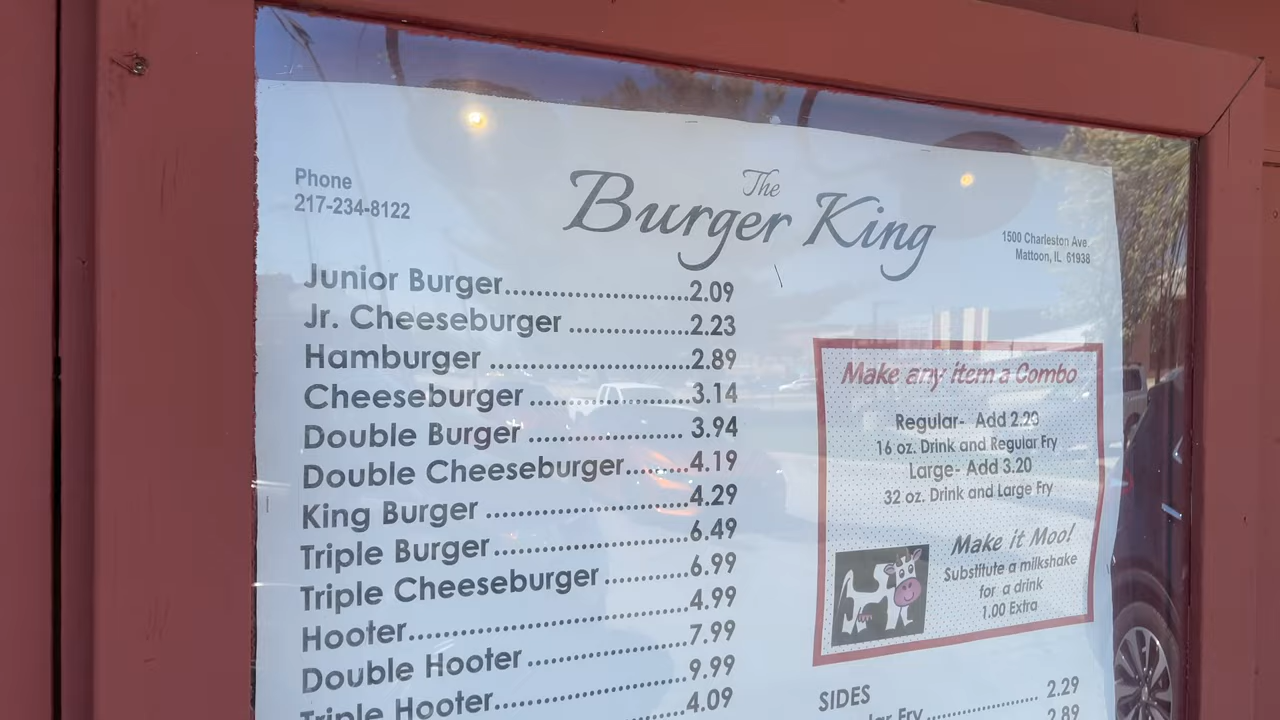 Phone
217-234-8122
The
Burger King
1500 Charleston Ave.
Mattoon, IL 61938
Junior Burger.......................2.09
Jr. Cheeseburger ...............2.23
Hamburger .........................2.89
Cheeseburger ....................3.14
Double Burger ................... 3.94
Double Cheeseburger........4.19
King Burger .........................4.29
Triple Burger........................6.49
Triple Cheeseburger ..........6.99
Hooter..................................4.99
Double Hooter ....................7.99
Triple Hooter.......................9.99
4.09
Make any item a Combo
Regular- Add 2.29
16 oz. Drink and Regular Fry
Large- Add 3.20
32 oz. Drink and Large Fry
Make it Moo!
Substitute a milkshake
for a drink
1.00 Extra
SIDES
Fry.................... 2.29
2.89